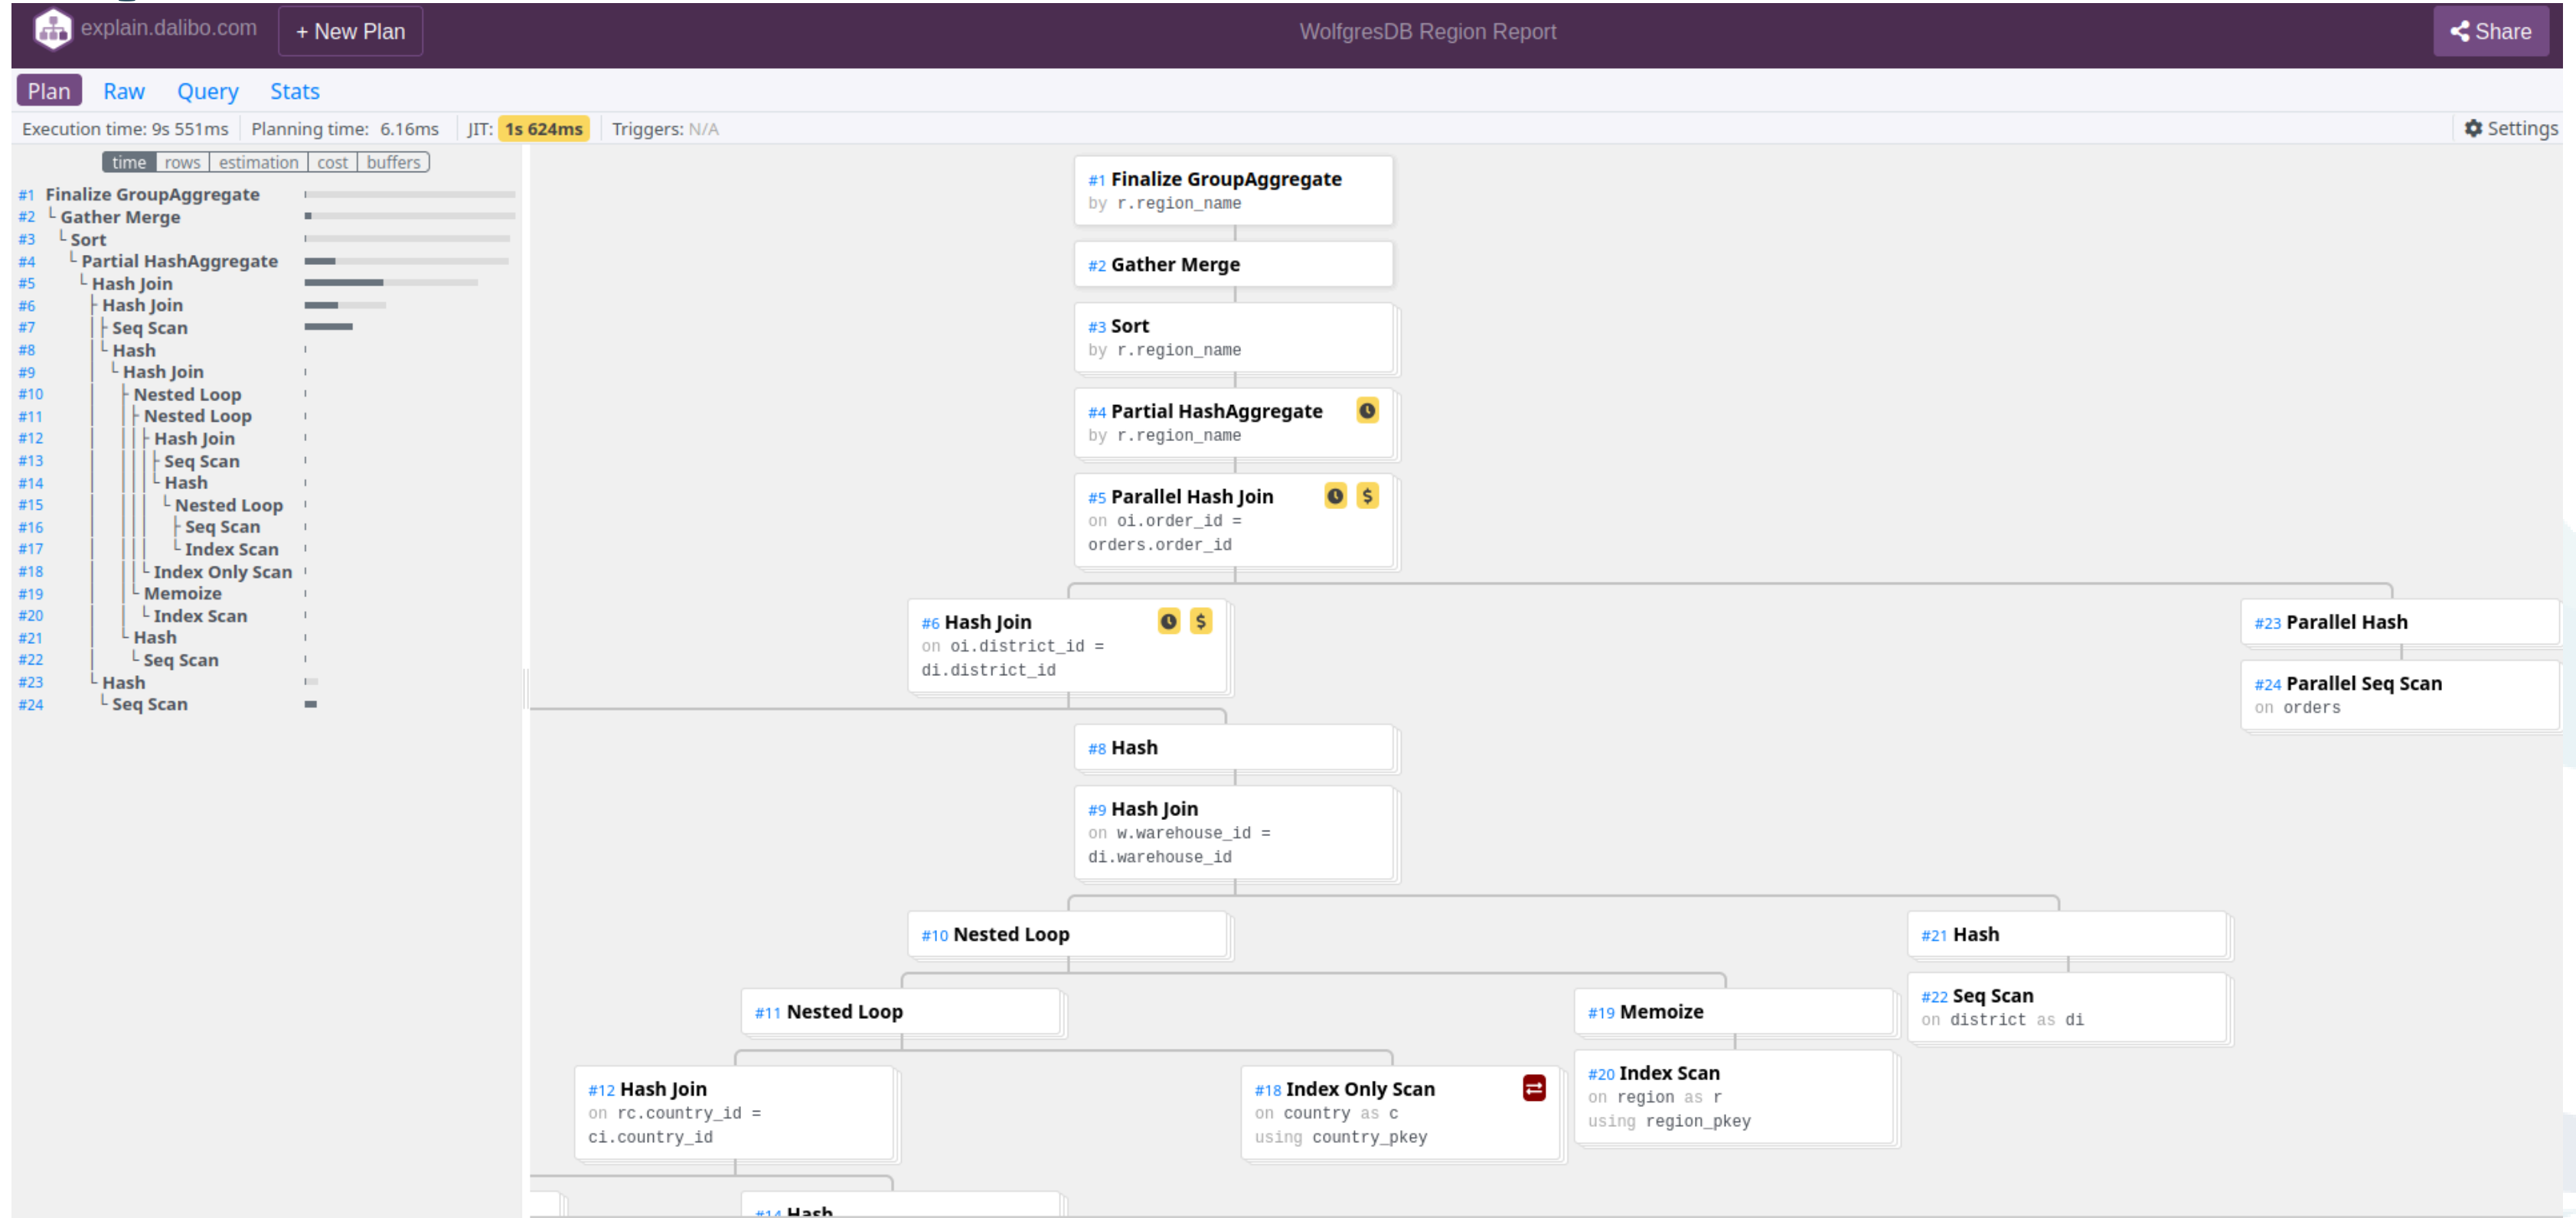 explain.dalibo.com
+ New Plan
WolfgresDB Region Report
Share
Plan
Raw
Query
Stats
Execution time: 9s 551ms
Planning time: 6.16ms
JIT: 1s 624ms
Triggers: N/A
Settings
time
rows
estimation
cost
buffers
#1 Finalize GroupAggregate
#2 Gather Merge
#3 Sort
#4 Partial HashAggregate
#5 Hash Join
#6 Hash Join
#7 Seq Scan
#8 Hash
#9 Hash Join
#10 Nested Loop
#11 Nested Loop
#12 Hash Join
#13 Seq Scan
#14 Hash
#15 Nested Loop
#16 Seq Scan
#17 Index Scan
#18 Index Only Scan
#19 Memoize
#20 Index Scan
#21 Hash
#22 Seq Scan
#23 Hash
#24 Seq Scan
#1 Finalize GroupAggregate
by r.region_name
#2 Gather Merge
#3 Sort
by r.region_name
#4 Partial HashAggregate
by r.region_name
#5 Parallel Hash Join $
on oi.order_id =
orders.order_id
#6 Hash Join $
on oi.district_id =
di.district_id
#23 Parallel Hash
#24 Parallel Seq Scan
on orders
#8 Hash
#9 Hash Join
on w.warehouse_id =
di.warehouse_id
#10 Nested Loop
#21 Hash
#22 Seq Scan
on district as di
#11 Nested Loop
#19 Memoize
#20 Index Scan
on region as r
using region_pkey
#12 Hash Join
on rc.country_id =
ci.country_id
#18 Index Only Scan
on country as c
using country_pkey
#14 Hash